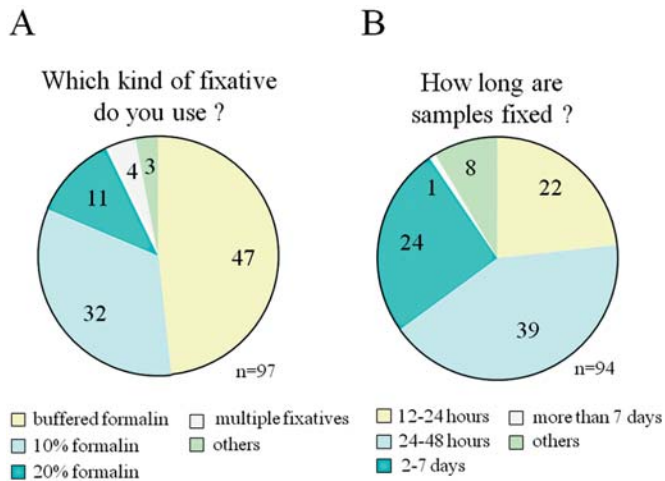 A
Which kind of fixative
do you use ?
3
4
11
47
32
n=97
buffered formalin
multiple fixatives
10% formalin
others
20% formalin
B
How long are
samples fixed ?
8
22
1
24
39
n=94
12-24 hours
more than 7 days
24-48 hours
others
2-7 days